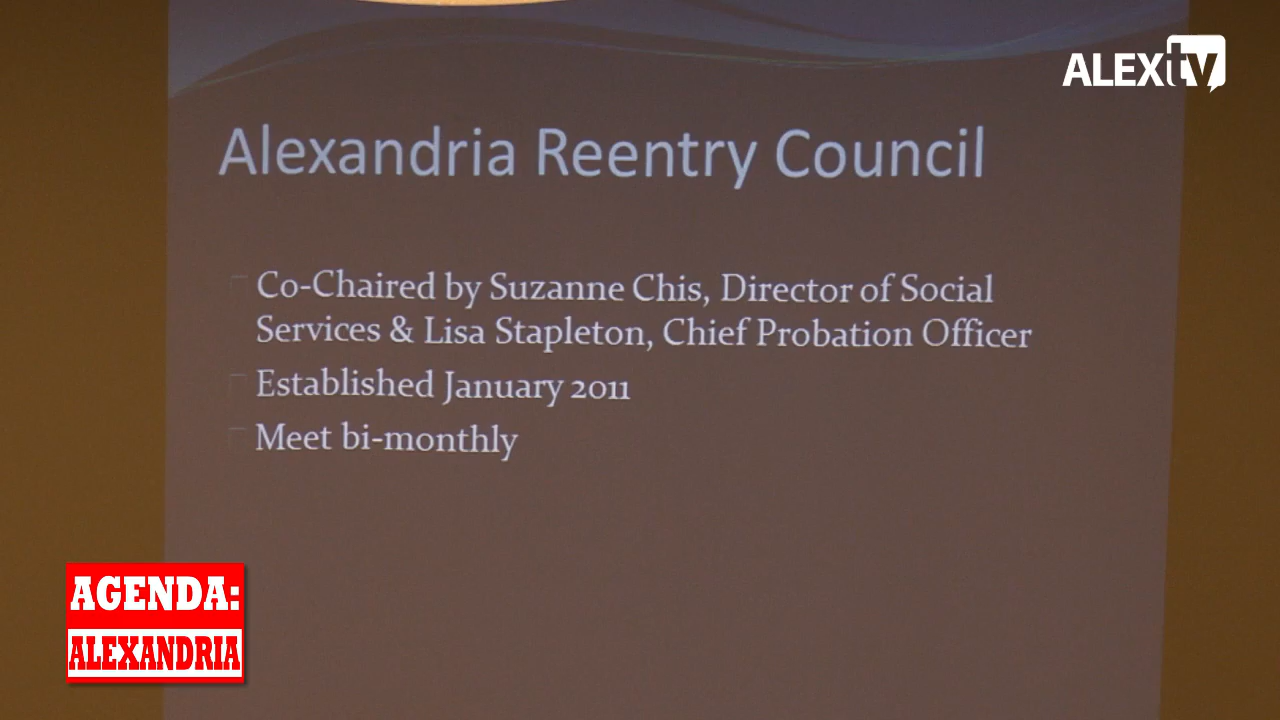 ALEXtv
Alexandria Reentry Council
Co-Chaired by Suzanne Chis, Director of Social
Services & Lisa Stapleton, Chief Probation Officer
Established January 2011
Meet bi-monthly
AGENDA:
ALEXANDRIA